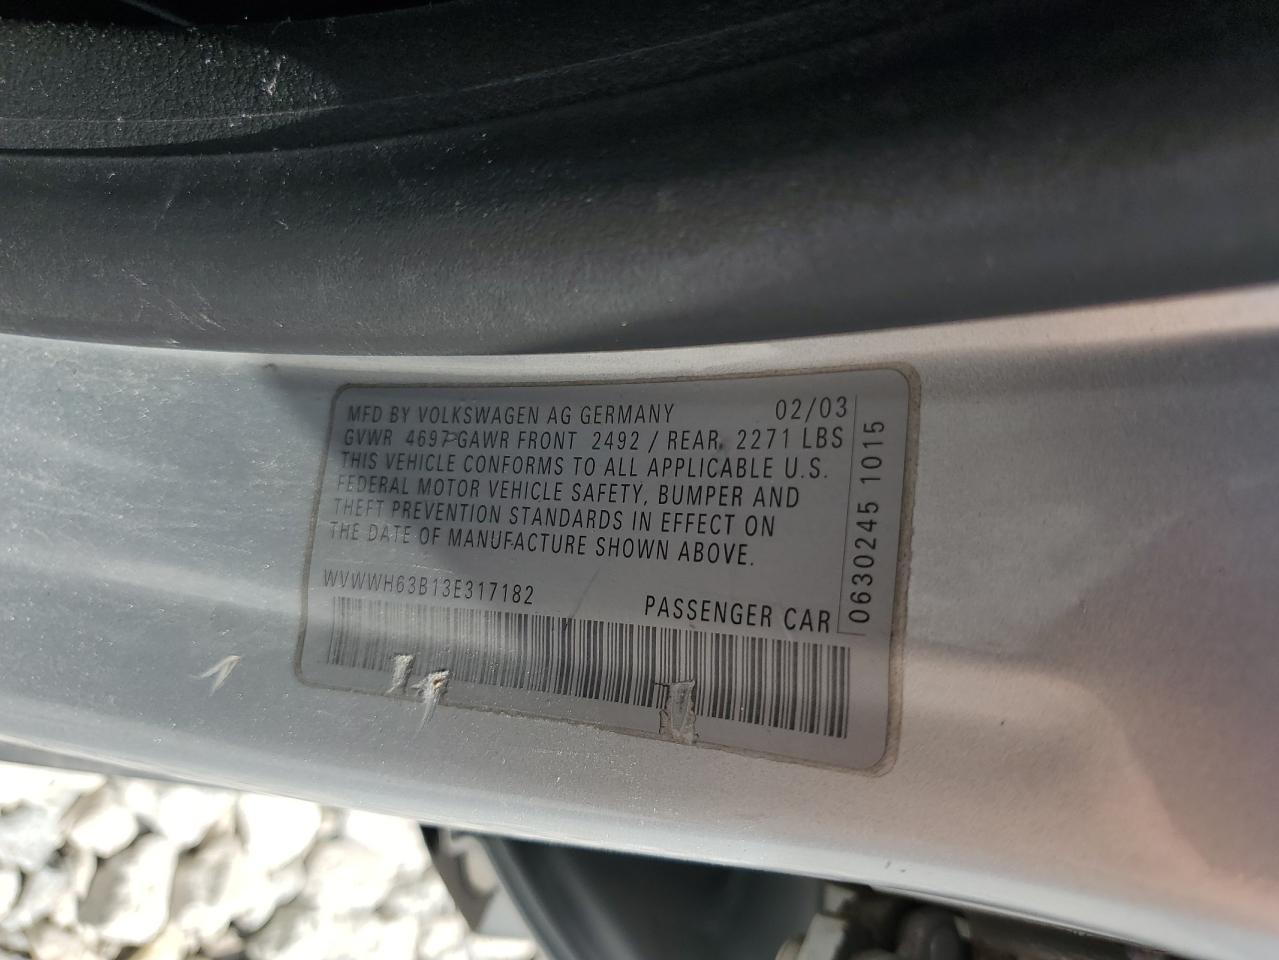 MFD BY VOLKSWAGEN AG GERMANY 02/03
GVWR 4697 GAWR FRONT 2492 / REAR 2271 LBS
THIS VEHICLE CONFORMS TO ALL APPLICABLE U.S.
FEDERAL MOTOR VEHICLE SAFETY, BUMPER AND
THEFT PREVENTION STANDARDS IN EFFECT ON
THE DATE OF MANUFACTURE SHOWN ABOVE.
WVWWH63B13E317182
PASSENGER CAR
0630245 1015